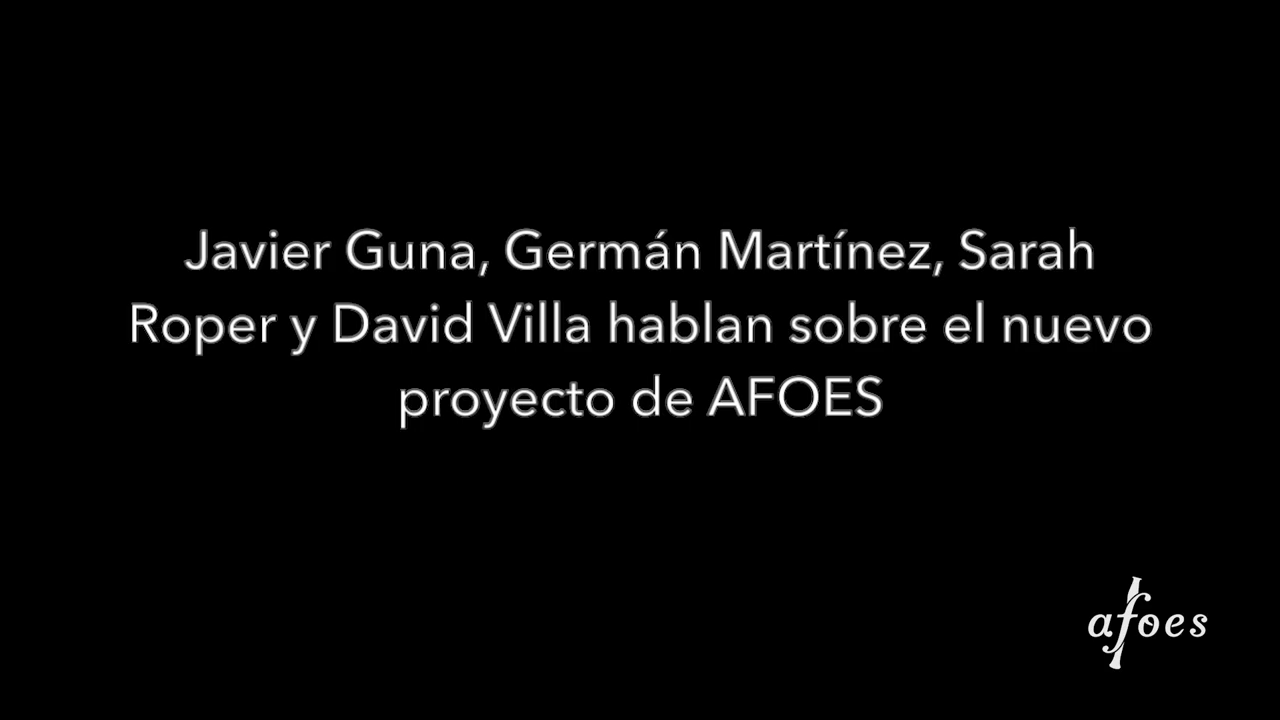 Javier Guna, Germán Martínez, Sarah
Roper y David Villa hablan sobre el nuevo
proyecto de AFOES
afoes